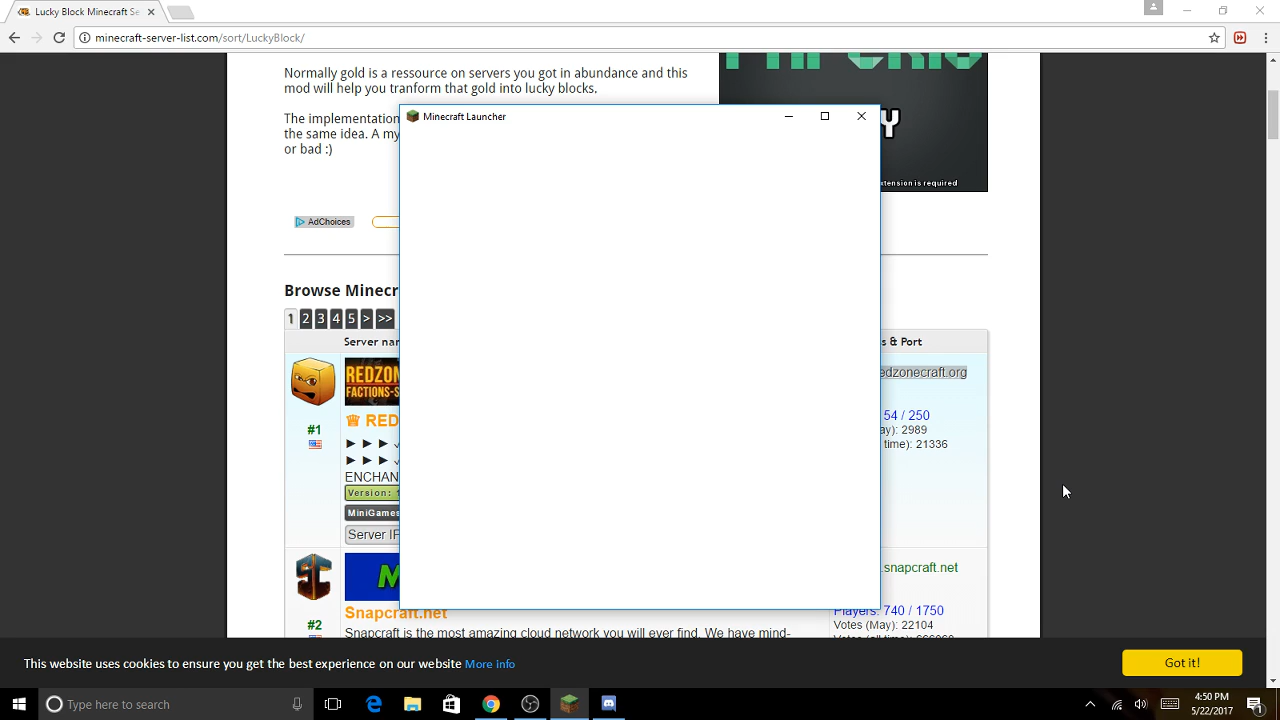 Lucky Block Minecraft Se
minecraft-server-list.com/sort/LuckyBlock/
Normally gold is a ressource on servers you got in abundance and this
mod will help you tranform that gold into lucky blocks.
The implementation
the same idea. A my
or bad :)
Minecraft Launcher
Y
xtension is required
AdChoices
Browse Minecr
1 2 3 4 5 > >>
Server nar
s & Port
REDZON
FACTIONS-S
edzonecraft.org
#1
RED
54 / 250
ay): 2989
time): 21336
ENCHAN
Version: 1
MiniGames
Server IP
M
.snapcraft.net
#2
Snapcraft.net
Players: 740 / 1750
Votes (May): 22104
Snapcraft is the most amazing cloud network you will ever find. We have mind-
This website uses cookies to ensure you get the best experience on our website More info
Got it!
Type here to search
4:50 PM
5/22/2017